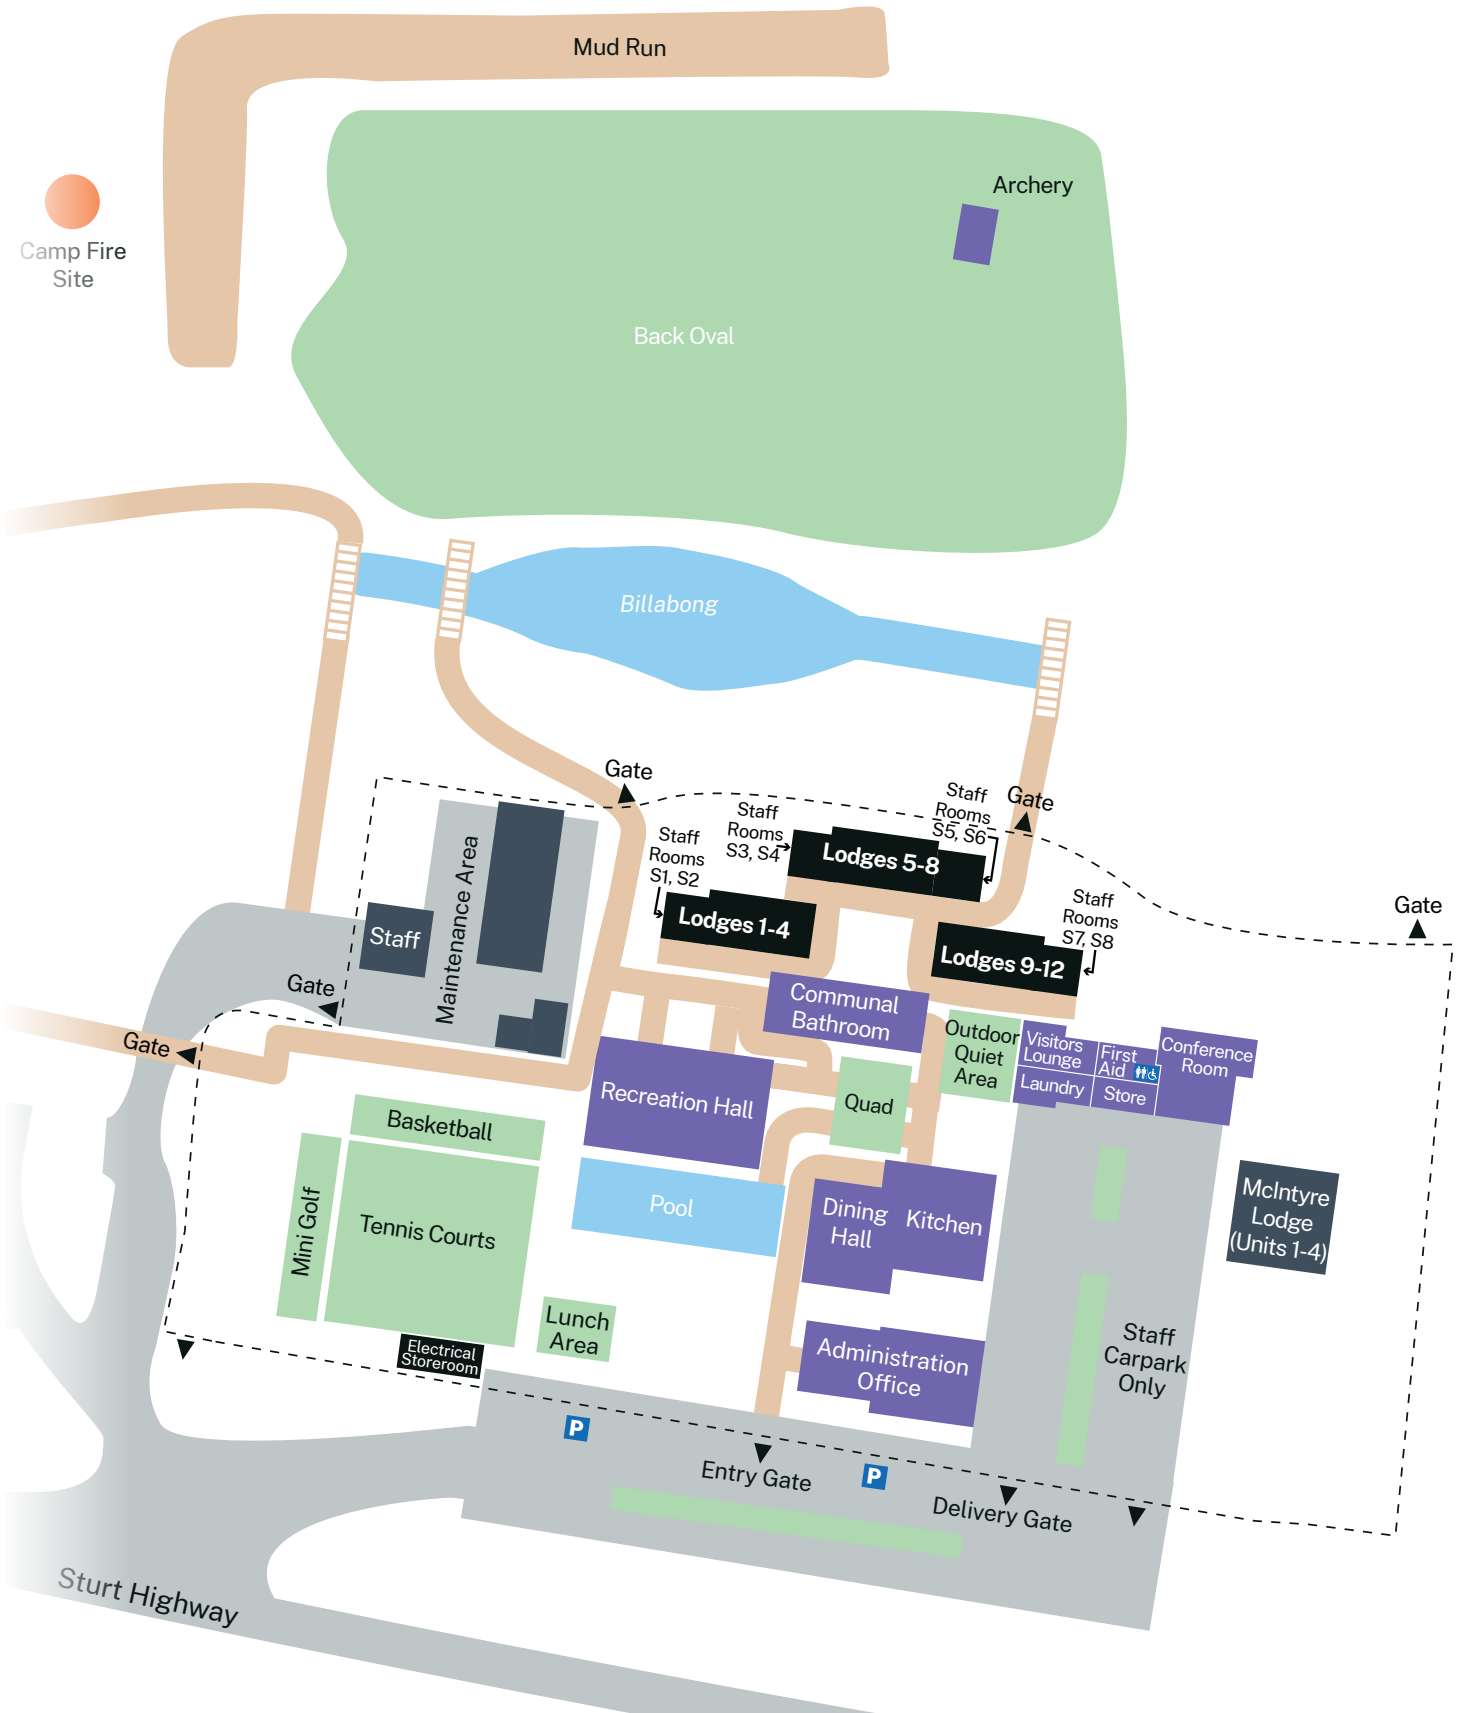 Mud Run
Archery
Camp Fire
Site
Back Oval
Billabong
Gate
Staff
Rooms
S5, S6
Gate
Staff
Rooms
S3, S4
Staff
Rooms
S1, S2
Lodges 5-8
Staff
Rooms
S7, S8
Gate
Lodges 1-4
Lodges 9-12
Staff
Maintenance Area
Gate
Gate
Communal
Bathroom
Outdoor
Quiet
Area
Visitors
Lounge
First
Aid
Conference
Room
Laundry
Store
Recreation Hall
Quad
Basketball
Mini Golf
Tennis Courts
Pool
Dining
Hall
Kitchen
McIntyre
Lodge
(Units 1-4)
Lunch
Area
Electrical
Storeroom
Administration
Office
Staff
Carpark
Only
P
Entry Gate
P
Delivery Gate
Sturt Highway